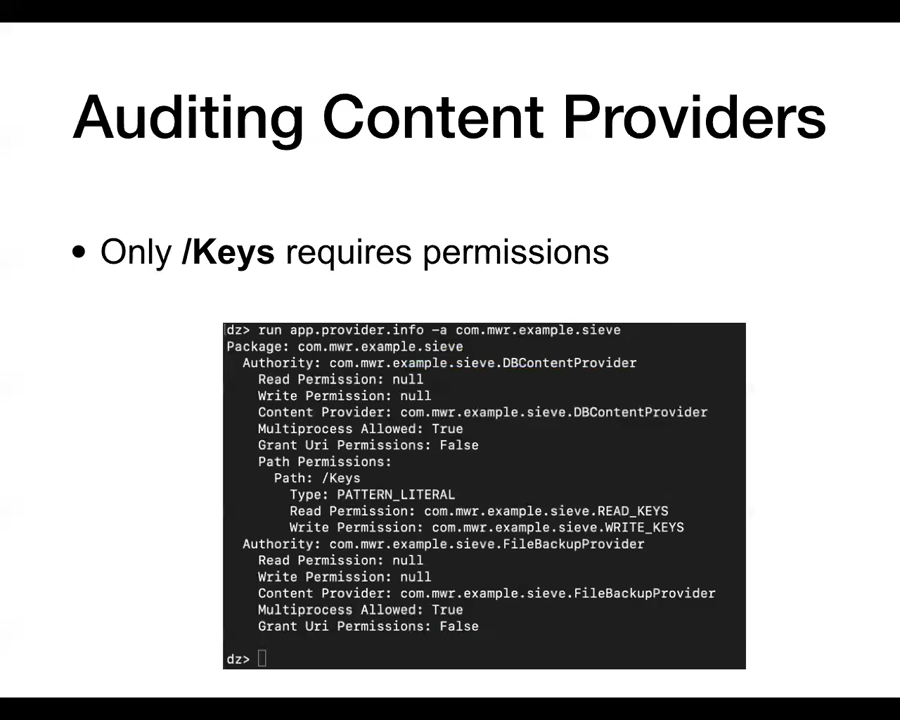 Auditing Content Providers
• Only /Keys requires permissions
dz> run app.provider.info -a com.mwr.example.sieve
Package: com.mwr.example.sieve
Authority: com.mwr.example.sieve.DBContentProvider
Read Permission: null
Write Permission: null
Content Provider: com.mwr.example.sieve.DBContentProvider
Multiprocess Allowed: True
Grant Uri Permissions: False
Path Permissions:
Path: /Keys
Type: PATTERN_LITERAL
Read Permission: com.mwr.example.sieve.READ_KEYS
Write Permission: com.mwr.example.sieve.WRITE_KEYS
Authority: com.mwr.example.sieve.FileBackupProvider
Read Permission: null
Write Permission: null
Content Provider: com.mwr.example.sieve.FileBackupProvider
Multiprocess Allowed: True
Grant Uri Permissions: False
dz>